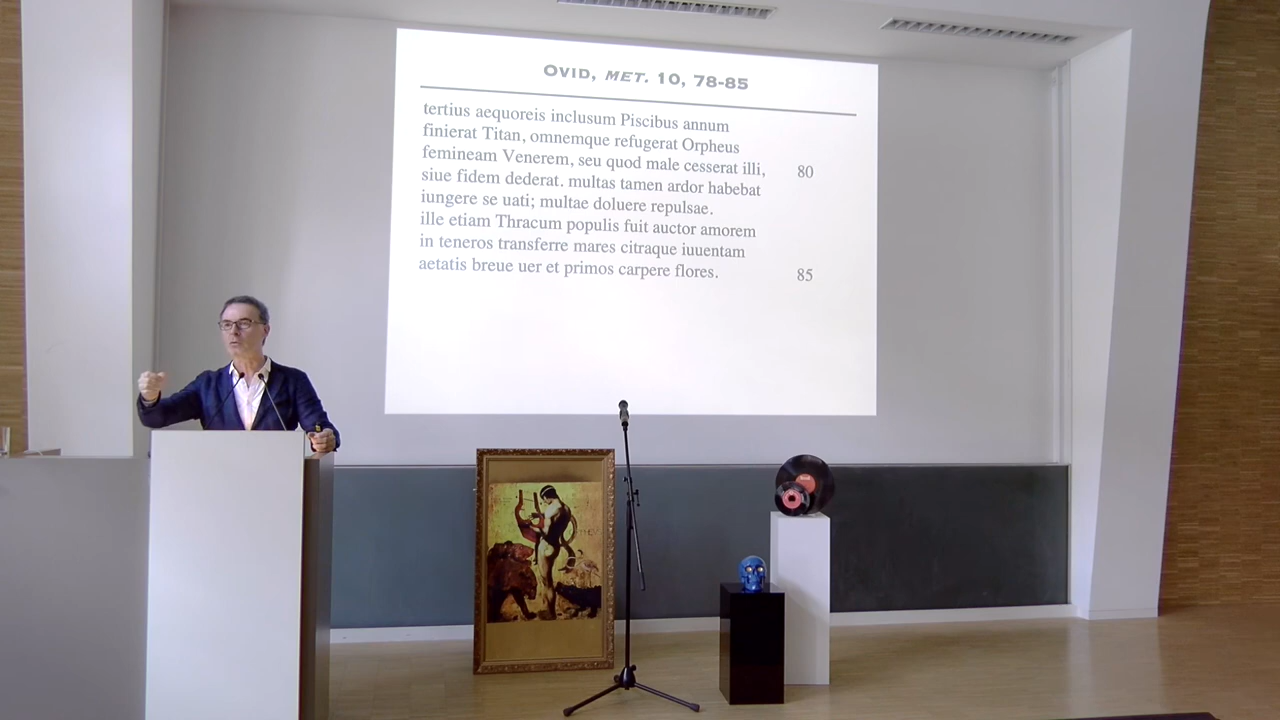 OVID, MET. 10, 78-85
tertius aequoreis inclusum Piscibus annum
finierat Titan, omnemque refugerat Orpheus
femineam Venerem, seu quod male cesserat illi, 80
siue fidem dederat. multas tamen ardor habebat
iungere se uati; multae doluere repulsae.
ille etiam Thracum populis fuit auctor amorem
in teneros transferre mares citraque iuuentam
aetatis breue uer et primos carpere flores. 85